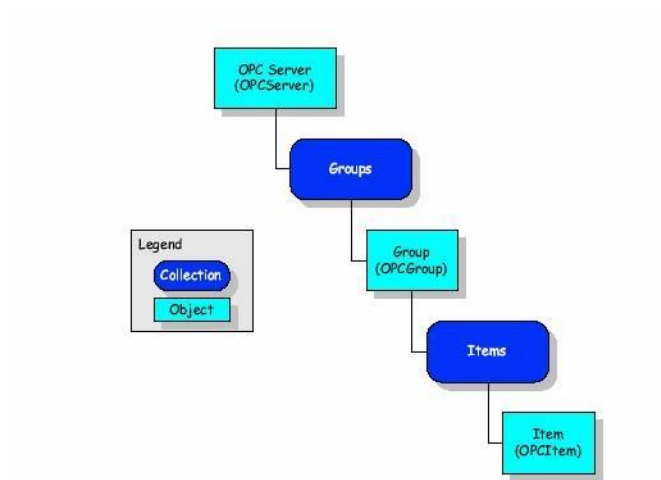 OPC Server
(OPCServer)
Groups
Legend
Collection
Object
Group
(OPCGroup)
Items
Item
(OPCItem)